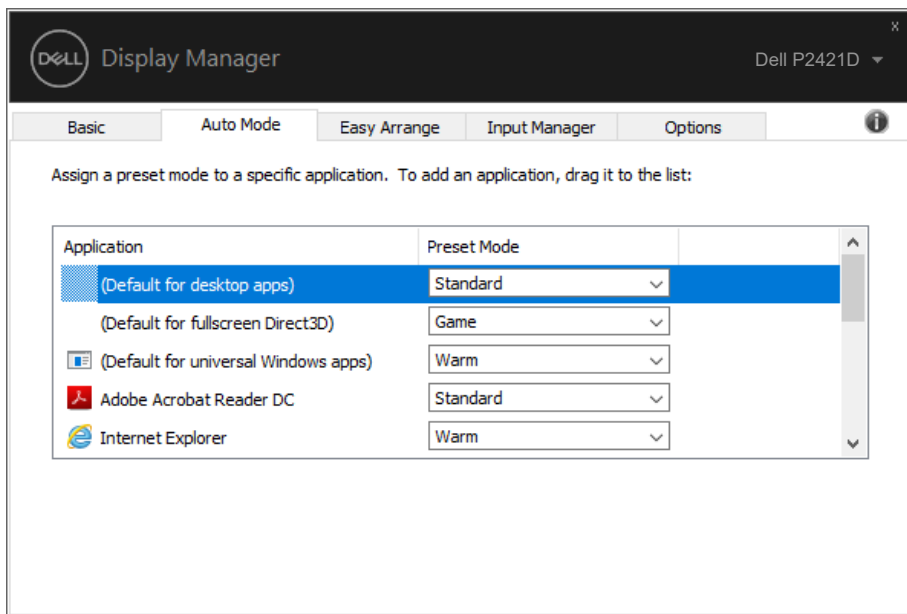 DELL Display Manager
x
Dell P2421D
Basic Auto Mode Easy Arrange Input Manager Options
Assign a preset mode to a specific application. To add an application, drag it to the list:
Application Preset Mode
(Default for desktop apps) Standard
(Default for fullscreen Direct3D) Game
(Default for universal Windows apps) Warm
Adobe Acrobat Reader DC Standard
Internet Explorer Warm